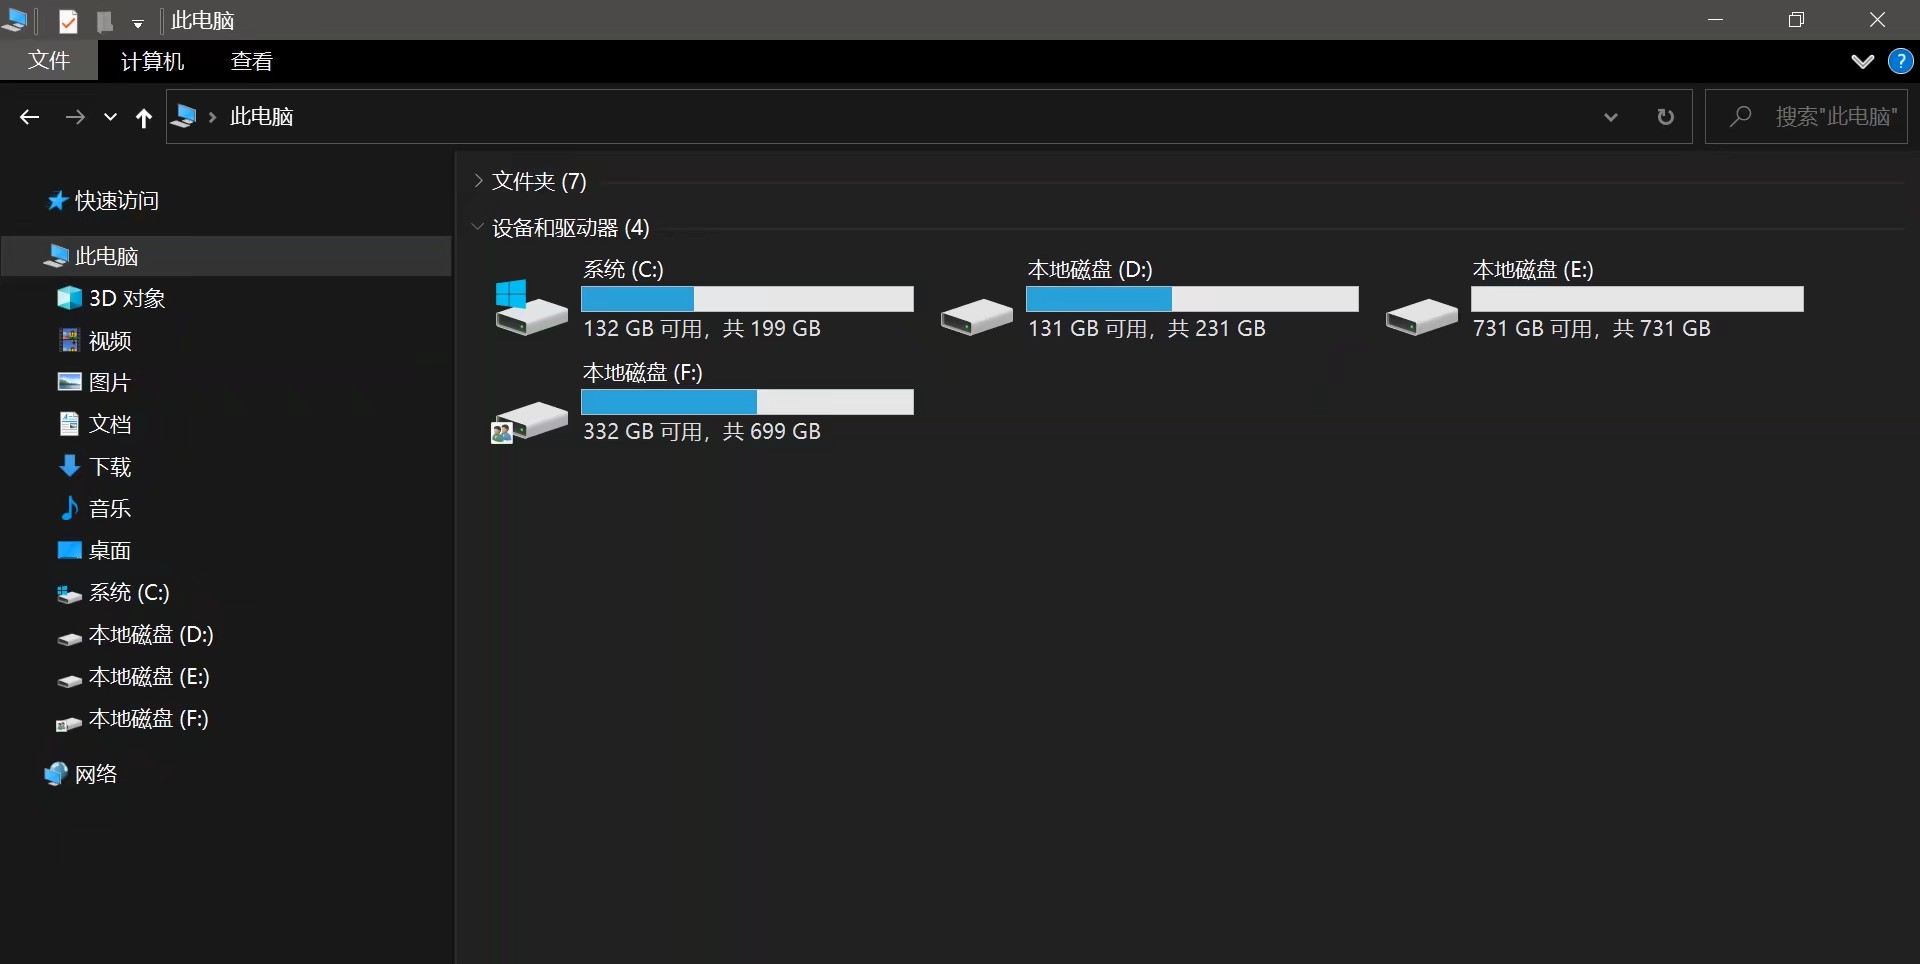 此电脑
文件 计算机 查看
此电脑 搜索"此电脑"
快速访问
此电脑
3D 对象
视频
图片
文档
下载
音乐
桌面
系统 (C:)
本地磁盘 (D:)
本地磁盘 (E:)
本地磁盘 (F:)
网络
文件夹 (7)
设备和驱动器 (4)
系统 (C:)
132 GB 可用，共 199 GB
本地磁盘 (D:)
131 GB 可用，共 231 GB
本地磁盘 (E:)
731 GB 可用，共 731 GB
本地磁盘 (F:)
332 GB 可用，共 699 GB